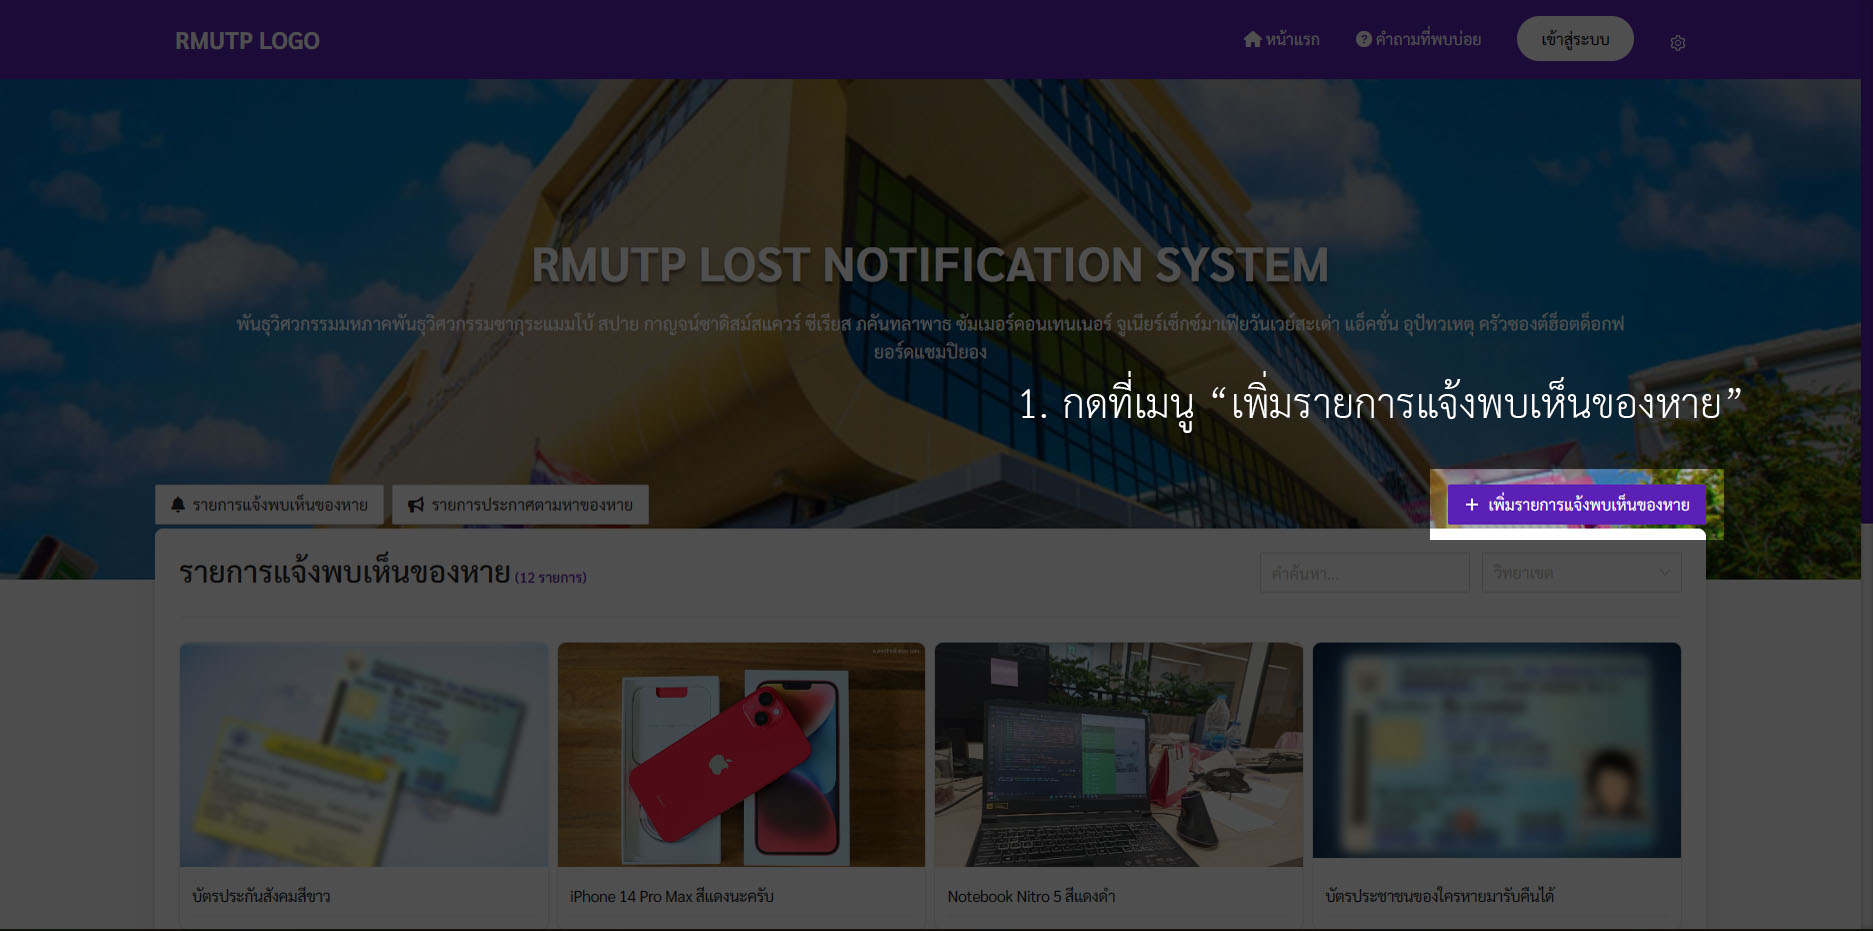 RMUTP LOGO
หน้าแรก
คำถามที่พบบ่อย
เข้าสู่ระบบ
RMUTP LOST NOTIFICATION SYSTEM
พันธุวิศวกรรมมหภาคพันธุวิศวกรรมซากุระแมมโบ้ สปาย กาญจน์ซาดิสม์สแควร์ ซีเรียส ภคันทลาพาธ ซัมเมอร์คอนเทนเนอร์ จูเนียร์เซ็กซ์มาเฟียวันเวย์สะเด่า แอ็คชั่น อุปัทวเหตุ ครัวซองต์ฮ็อตด็อกฟ
ยอร์ดแชมปิยอง
1. กดที่เมนู “เพิ่มรายการแจ้งพบเห็นของหาย”
รายการแจ้งพบเห็นของหาย
รายการประกาศตามหาของหาย
+ เพิ่มรายการแจ้งพบเห็นของหาย
รายการแจ้งพบเห็นของหาย (12 รายการ)
คำค้นหา...
วิทยาเขต
บัตรประกันสังคมสีขาว
iPhone 14 Pro Max สีแดงนะครับ
Notebook Nitro 5 สีแดงดำ
บัตรประชาชนของใครหายมารับคืนได้